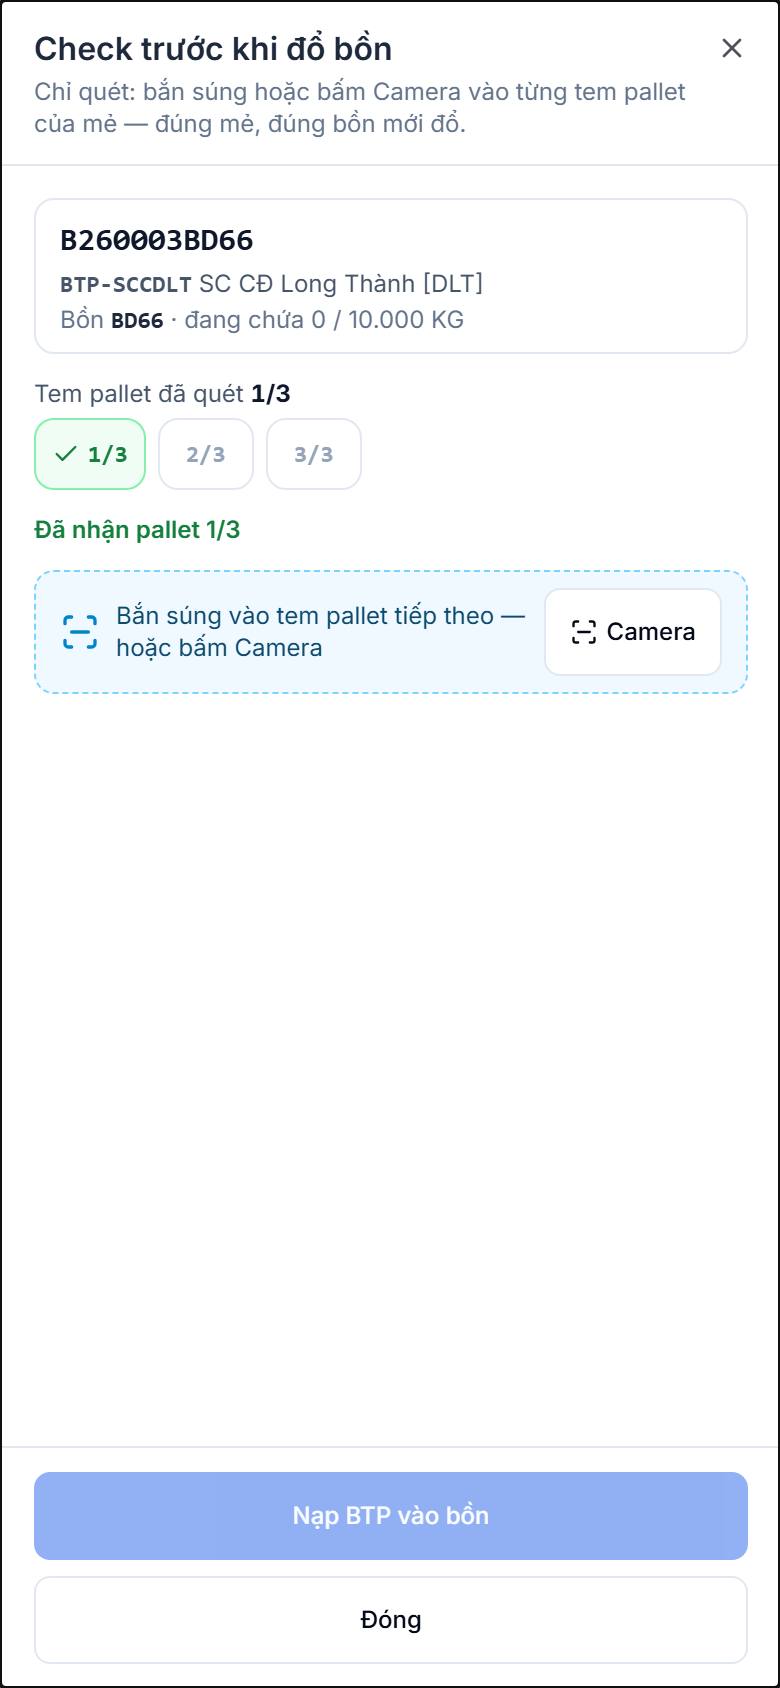 Check trước khi đổ bồn
Chỉ quét: bắn súng hoặc bấm Camera vào từng tem pallet
của mẻ — đúng mẻ, đúng bồn mới đổ.
B260003BD66
BTP-SCCDLT SC CĐ Long Thành [DLT]
Bồn BD66 · đang chứa 0 / 10.000 KG
Tem pallet đã quét 1/3
1/3 2/3 3/3
Đã nhận pallet 1/3
Bắn súng vào tem pallet tiếp theo —
hoặc bấm Camera
Camera
Nạp BTP vào bồn
Đóng